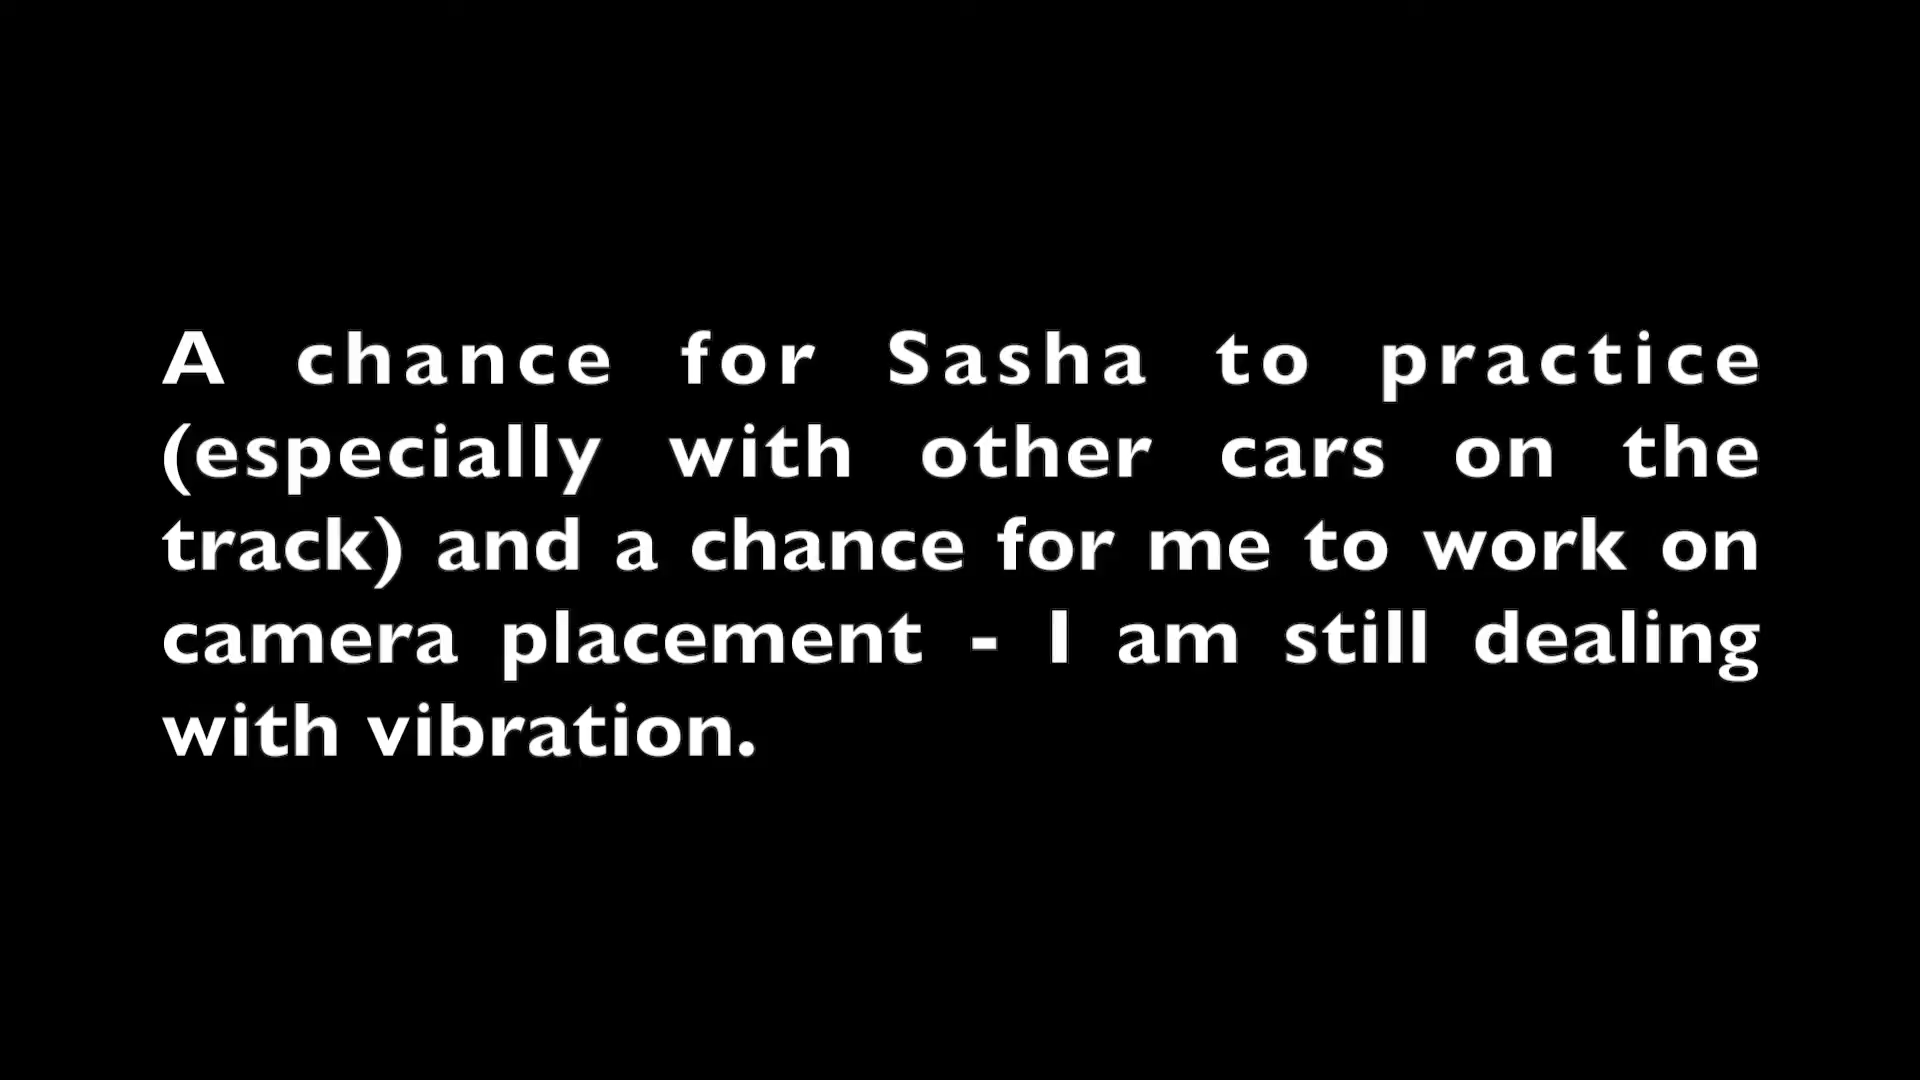 A chance for Sasha to practice
(especially with other cars on the
track) and a chance for me to work on
camera placement - I am still dealing
with vibration.